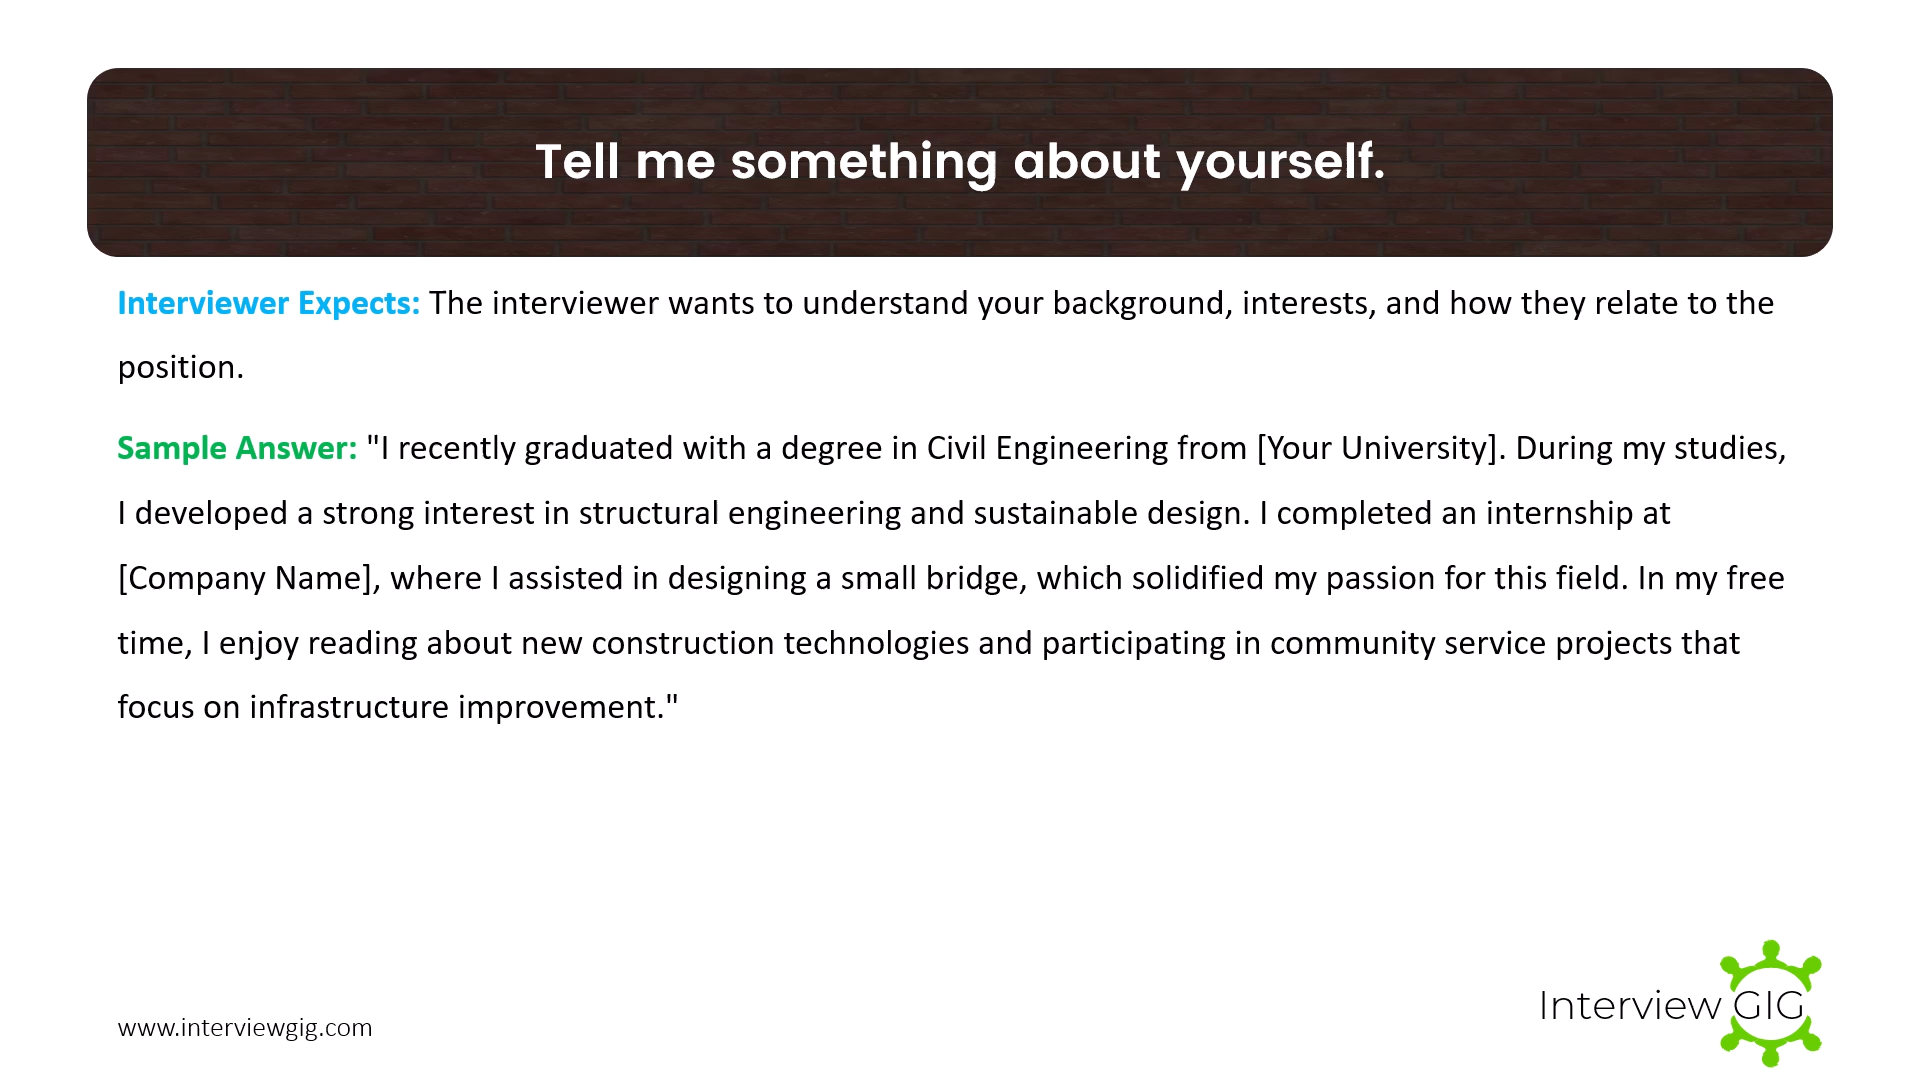 Tell me something about yourself.
Interviewer Expects: The interviewer wants to understand your background, interests, and how they relate to the
position.
Sample Answer: "I recently graduated with a degree in Civil Engineering from [Your University]. During my studies,
I developed a strong interest in structural engineering and sustainable design. I completed an internship at
[Company Name], where I assisted in designing a small bridge, which solidified my passion for this field. In my free
time, I enjoy reading about new construction technologies and participating in community service projects that
focus on infrastructure improvement."
Interview GIG
www.interviewgig.com